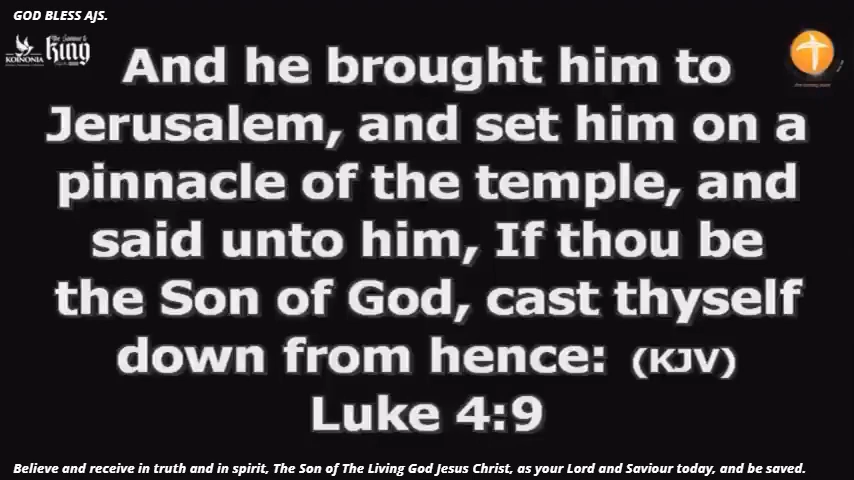 GOD BLESS AJS.
KOINONIA
King
And he brought him to
Jerusalem, and set him on a
pinnacle of the temple, and
said unto him, If thou be
the Son of God, cast thyself
down from hence: (KJV)
Luke 4:9
Believe and receive in truth and in spirit, The Son of The Living God Jesus Christ, as your Lord and Saviour today, and be saved.